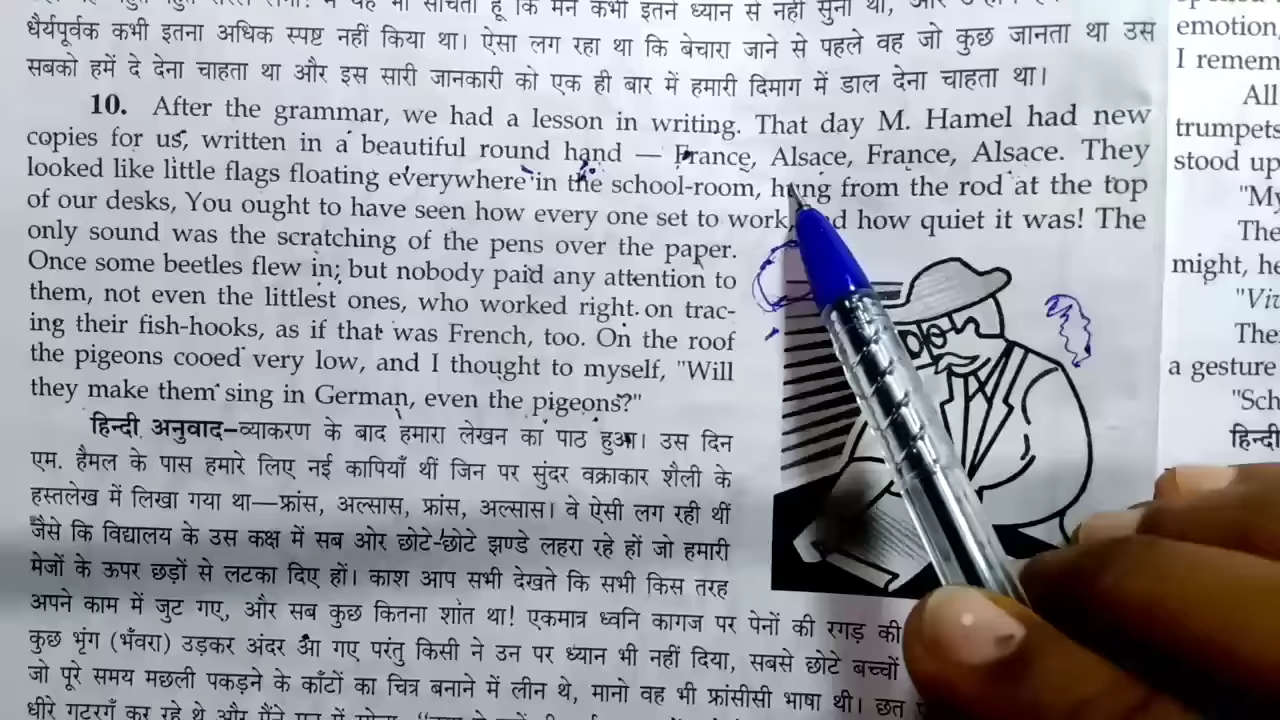 धैर्यपूर्वक कभी इतना अधिक स्पष्ट नहीं किया था। ऐसा लग रहा था कि बेचारा जाने से पहले वह जो कुछ जानता था उस
सबको हमें दे देना चाहता था और इस सारी जानकारी को एक ही बार में हमारी दिमाग में डाल देना चाहता था।
10. After the grammar, we had a lesson in writing. That day M. Hamel had new
copies for us, written in a beautiful round hand — France, Alsace, France, Alsace. They
looked like little flags floating everywhere in the school-room, hung from the rod at the top
of our desks, You ought to have seen how every one set to work, how quiet it was! The
only sound was the scratching of the pens over the paper.
Once some beetles flew in; but nobody paid any attention to
them, not even the littlest ones, who worked right on trac-
ing their fish-hooks, as if that was French, too. On the roof
the pigeons cooed very low, and I thought to myself, "Will
they make them sing in German, even the pigeons?"
हिन्दी अनुवाद–व्याकरण के बाद हमारा लेखन का पाठ हुआ। उस दिन
एम. हैमल के पास हमारे लिए नई कापियाँ थीं जिन पर सुंदर वक्राकार शैली के
हस्तलेख में लिखा गया था—फ्रांस, अल्सास, फ्रांस, अल्सास। वे ऐसी लग रही थीं
जैसे कि विद्यालय के उस कक्ष में सब ओर छोटे-छोटे झण्डे लहरा रहे हों जो हमारी
मेजों के ऊपर छड़ों से लटका दिए हों। काश आप सभी देखते कि सभी किस तरह
अपने काम में जुट गए, और सब कुछ कितना शांत था! एकमात्र ध्वनि कागज पर पेनों की रगड़ की
कुछ भृंग (भँवरा) उड़कर अंदर आ गए परंतु किसी ने उन पर ध्यान भी नहीं दिया, सबसे छोटे बच्चों
जो पूरे समय मछली पकड़ने के काँटों का चित्र बनाने में लीन थे, मानो वह भी फ्रांसीसी भाषा थी। छत
emotion,
I remem
All
trumpets
stood up
"My
The
might, he
"Viv
The
a gesture
"Sch
हिन्दी